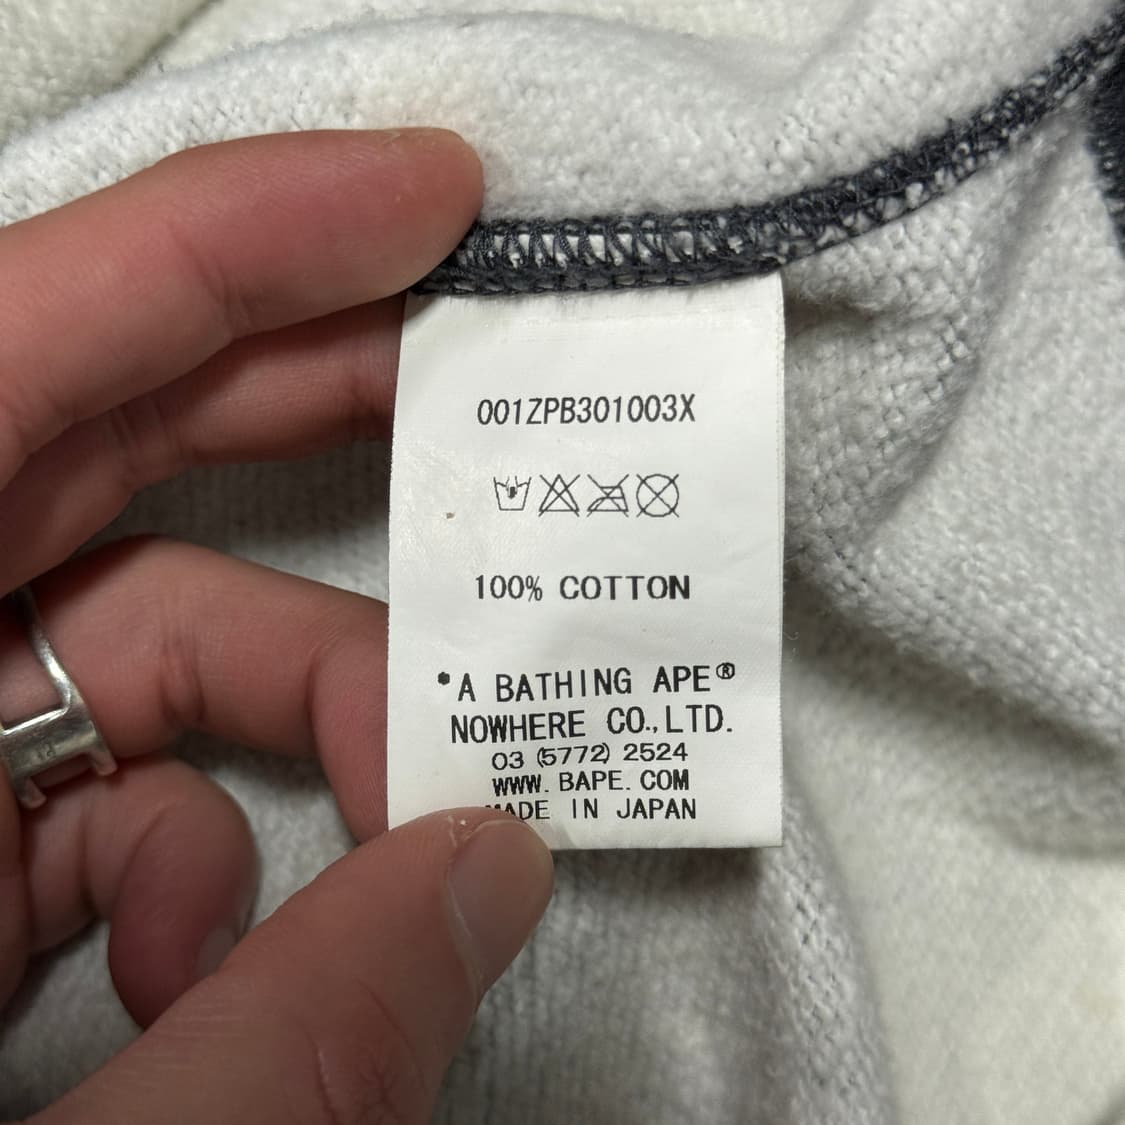 001ZPB301003X
100% COTTON
*A BATHING APE®
NOWHERE CO.,LTD.
03 (5772) 2524
WWW. BAPE. COM
MADE IN JAPAN